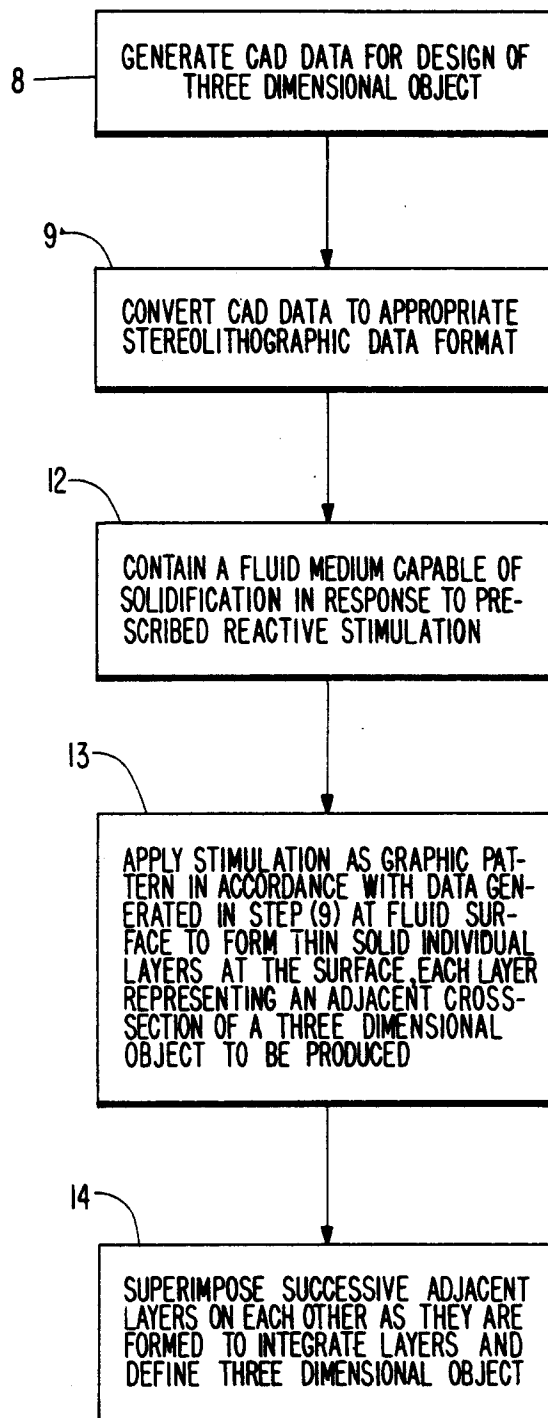 8
GENERATE CAD DATA FOR DESIGN OF
THREE DIMENSIONAL OBJECT
9
CONVERT CAD DATA TO APPROPRIATE
STEREOLITHOGRAPHIC DATA FORMAT
12
CONTAIN A FLUID MEDIUM CAPABLE OF
SOLIDIFICATION IN RESPONSE TO PRE-
SCRIBED REACTIVE STIMULATION
13
APPLY STIMULATION AS GRAPHIC PAT-
TERN IN ACCORDANCE WITH DATA GEN-
ERATED IN STEP (9) AT FLUID SUR-
FACE TO FORM THIN SOLID INDIVIDUAL
LAYERS AT THE SURFACE, EACH LAYER
REPRESENTING AN ADJACENT CROSS-
SECTION OF A THREE DIMENSIONAL
OBJECT TO BE PRODUCED
14
SUPERIMPOSE SUCCESSIVE ADJACENT
LAYERS ON EACH OTHER AS THEY ARE
FORMED TO INTEGRATE LAYERS AND
DEFINE THREE DIMENSIONAL OBJECT